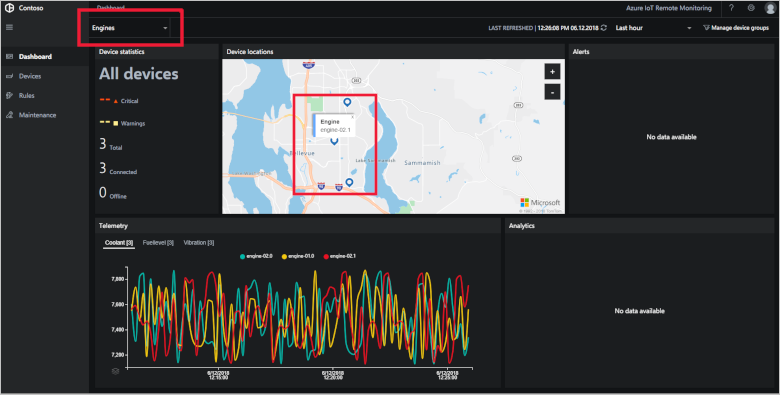 Contoso
Dashboard
Azure IoT Remote Monitoring
?
Engines
LAST REFRESHED | 12:26:08 PM 06.12.2018
Last hour
Manage device groups
Dashboard
Devices
Rules
Maintenance
Device statistics
All devices
-- Critical
-- Warnings
3 Total
3 Connected
0 Offline
Device locations
+
-
Engine
engine-02.1
Bellevue
Lake Sammamish
Sammamish
Microsoft
Alerts
No data available
Telemetry
Coolant [3]
Fuellevel [3]
Vibration [3]
engine-02.0
engine-01.0
engine-02.1
7,800
7,600
7,400
7,200
6/12/2018
12:15:00
6/12/2018
12:20:00
6/12/2018
12:25:00
Analytics
No data available